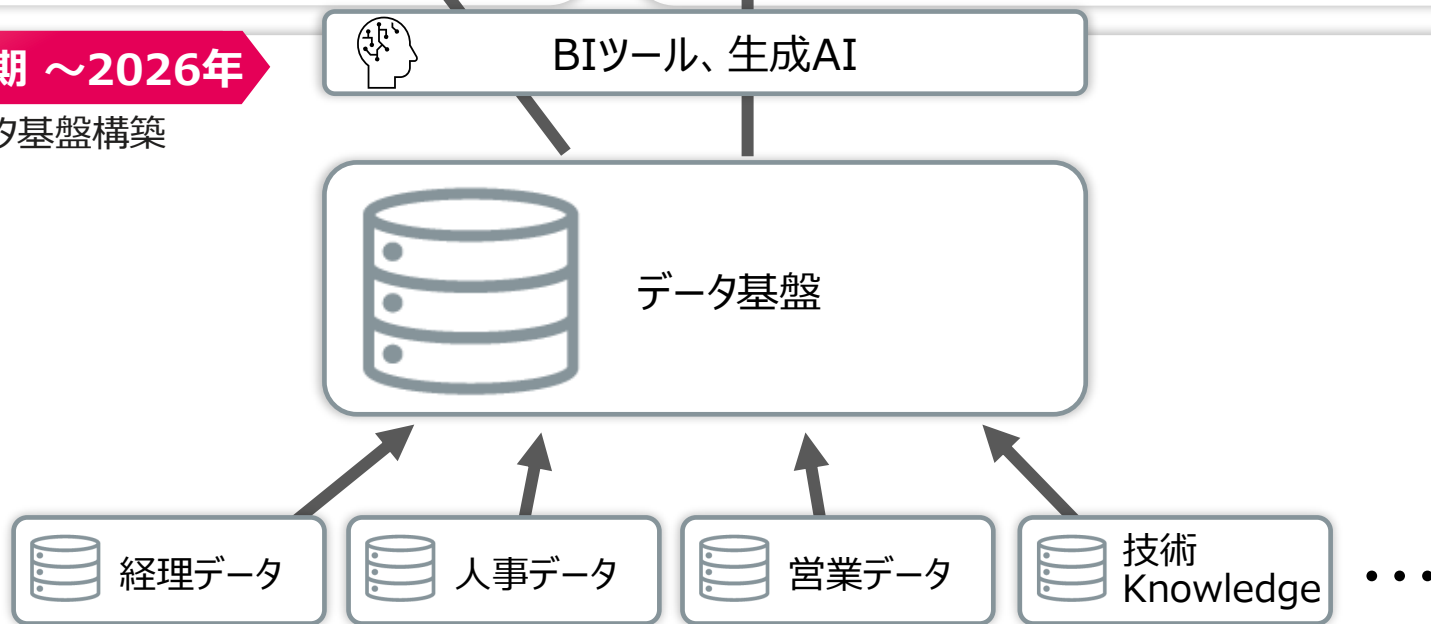 期 ～2026年
BIツール、生成AI
タ基盤構築
データ基盤
経理データ
人事データ
営業データ
技術
Knowledge
・・・